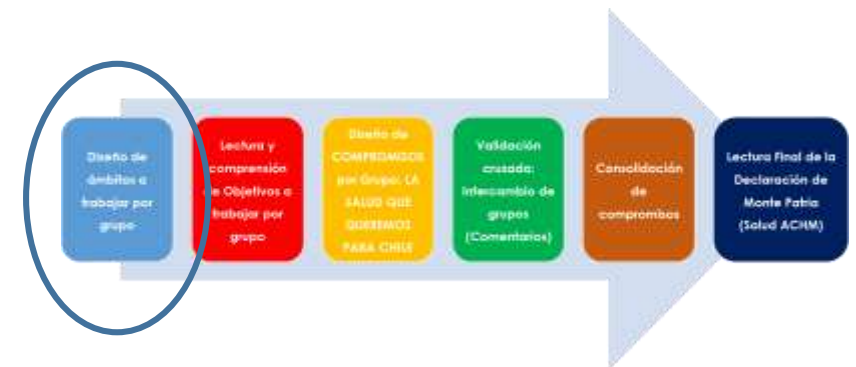 Diseño de
ámbitos a
trabajar por
grupo
Lectura y
comprensión
de Objetivos a
trabajar por
grupo
Diseño de
COMPROMISOS
por Grupo: LA
SALUD QUE
QUEREMOS
PARA CHILE
Validación
cruzada:
Intercambio de
grupos
(Comentarios)
Consolidación
de
compromisos
Lectura Final de la
Declaración de
Monte Patria
(Salud ACHM)